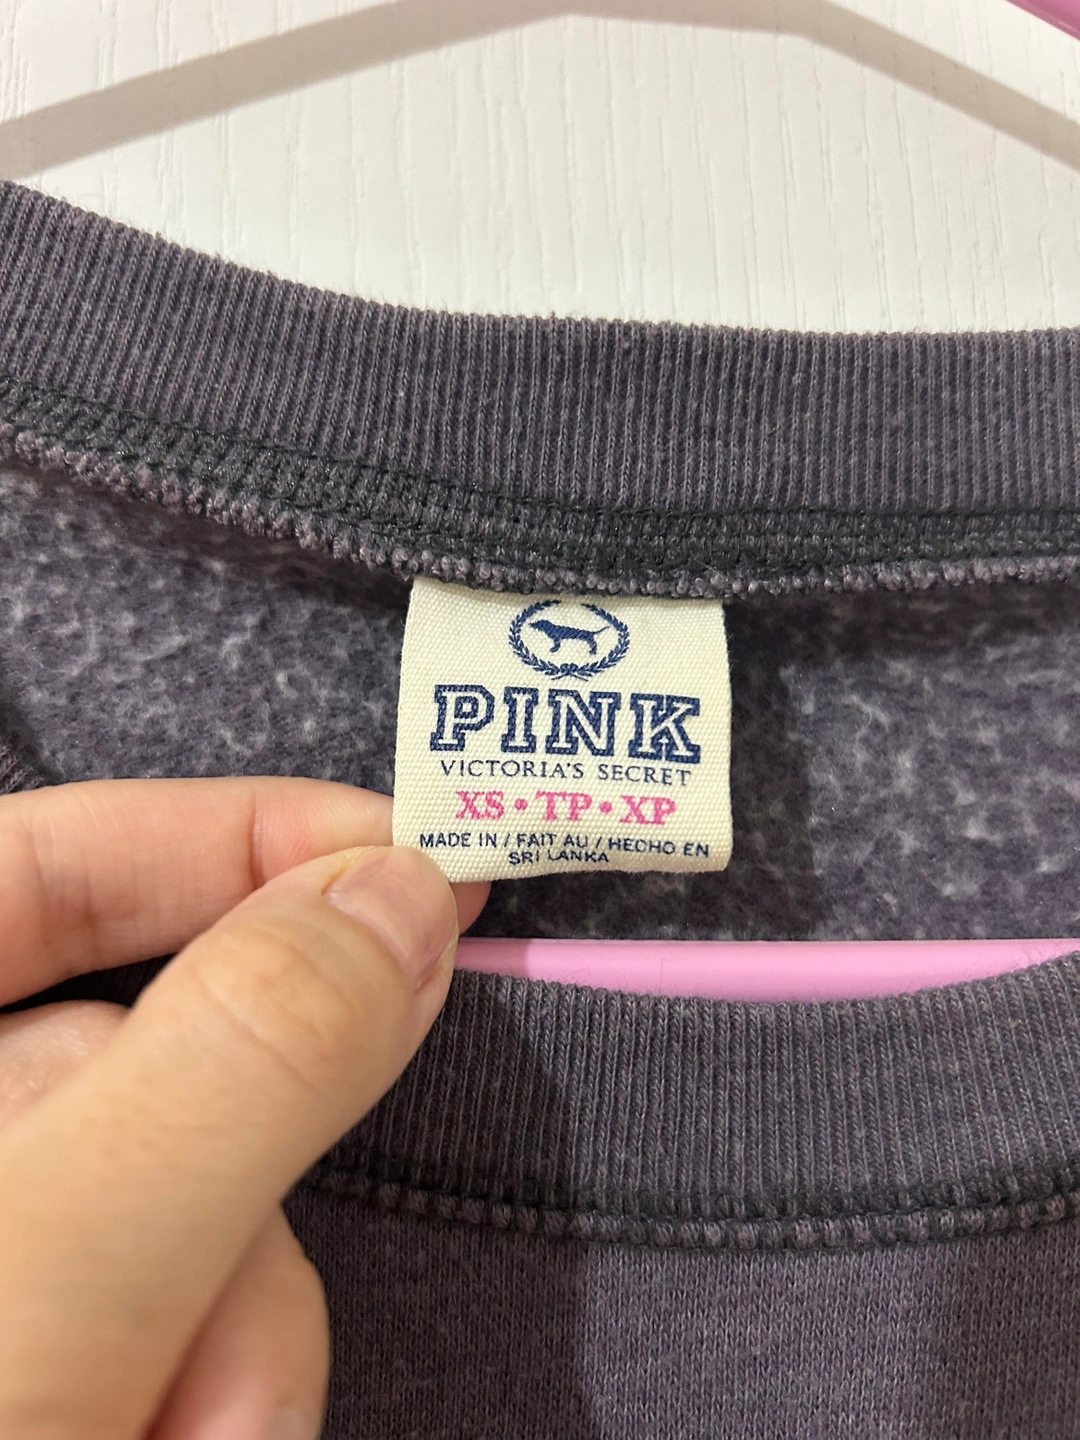 PINK
VICTORIA'S SECRET
XS • TP • XP
MADE IN / FAIT AU / HECHO EN
SRI LANKA